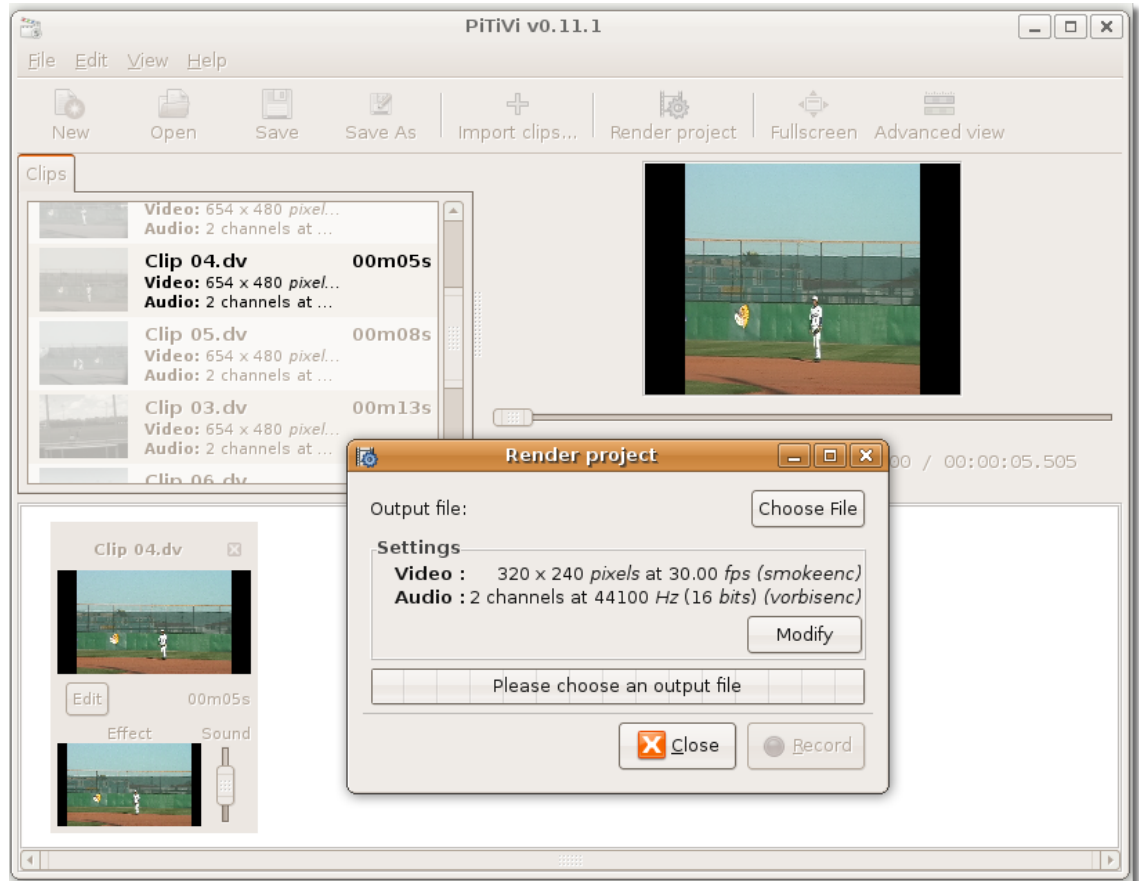 PiTiVi v0.11.1
File Edit View Help
New Open Save Save As Import clips... Render project Fullscreen Advanced view
Clips
Video: 654 x 480 pixel...
Audio: 2 channels at ...
Clip 04.dv 00m05s
Video: 654 x 480 pixel...
Audio: 2 channels at ...
Clip 05.dv 00m08s
Video: 654 x 480 pixel...
Audio: 2 channels at ...
Clip 03.dv 00m13s
Video: 654 x 480 pixel...
Audio: 2 channels at ...
Clip 06.dv
00 / 00:00:05.505
Render project
Output file: Choose File
Settings
Video : 320 x 240 pixels at 30.00 fps (smokeenc)
Audio : 2 channels at 44100 Hz (16 bits) (vorbisenc)
Modify
Please choose an output file
Close Record
Clip 04.dv
Edit 00m05s
Effect Sound